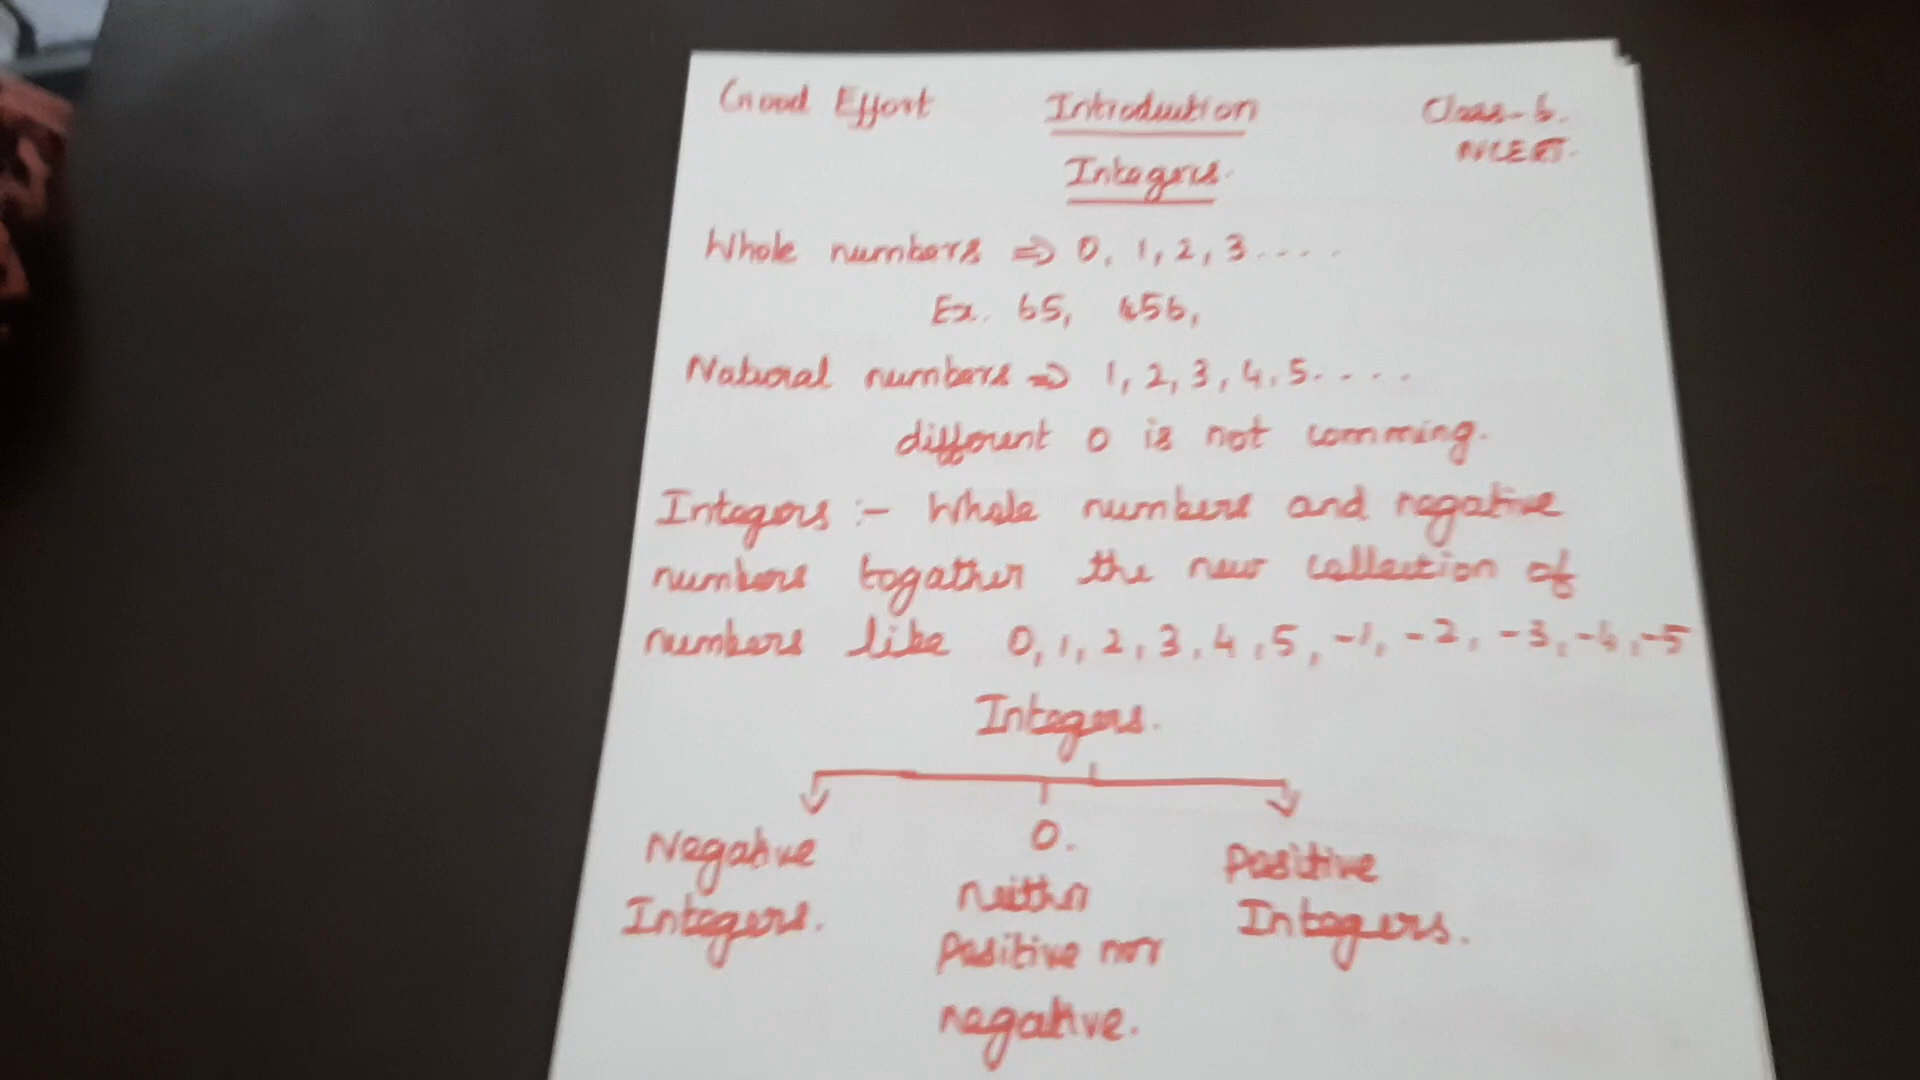 Good Effort Introduction Class-6.
NCERT.
Integers.
Whole numbers ⇒ 0, 1, 2, 3....
Ex. 65, 456,
Natural numbers ⇒ 1, 2, 3, 4, 5....
different 0 is not comming.
Integers :- Whole numbers and negative
numbers togather the new collection of
numbers like 0, 1, 2, 3, 4, 5, -1, -2, -3, -4, -5
Integers.
Negative
Integers.
0.
neither
Positive nor
negative.
Positive
Integers.